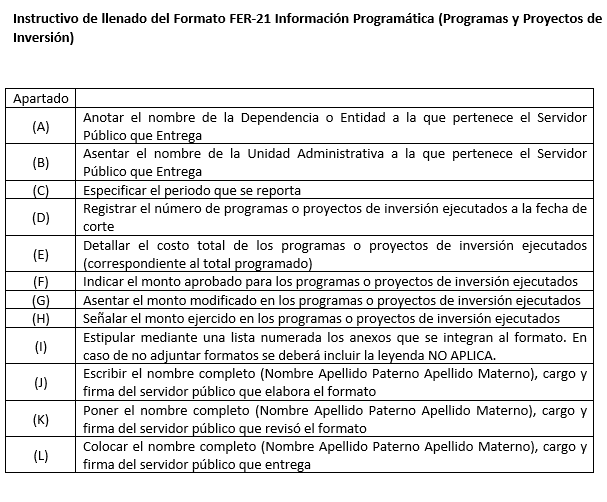 Instructivo de llenado del Formato FER-21 Información Programática (Programas y Proyectos de
Inversión)
Apartado
(A)
Anotar el nombre de la Dependencia o Entidad a la que pertenece el Servidor
Público que Entrega
(B)
Asentar el nombre de la Unidad Administrativa a la que pertenece el Servidor
Público que Entrega
(C)
Especificar el periodo que se reporta
(D)
Registrar el número de programas o proyectos de inversión ejecutados a la fecha de
corte
(E)
Detallar el costo total de los programas o proyectos de inversión ejecutados
(correspondiente al total programado)
(F)
Indicar el monto aprobado para los programas o proyectos de inversión ejecutados
(G)
Asentar el monto modificado en los programas o proyectos de inversión ejecutados
(H)
Señalar el monto ejercido en los programas o proyectos de inversión ejecutados
(I)
Estipular mediante una lista numerada los anexos que se integran al formato. En
caso de no adjuntar formatos se deberá incluir la leyenda NO APLICA.
(J)
Escribir el nombre completo (Nombre Apellido Paterno Apellido Materno), cargo y
firma del servidor público que elabora el formato
(K)
Poner el nombre completo (Nombre Apellido Paterno Apellido Materno), cargo y
firma del servidor público que revisó el formato
(L)
Colocar el nombre completo (Nombre Apellido Paterno Apellido Materno), cargo y
firma del servidor público que entrega